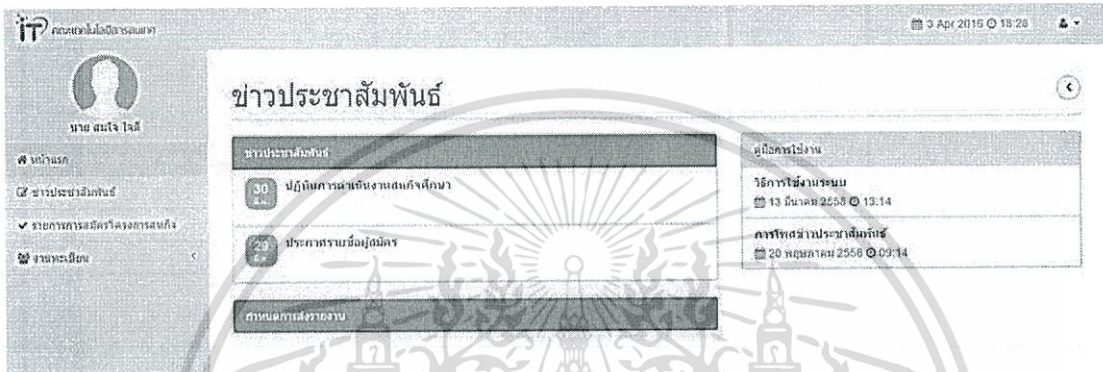 iT คณะเทคโนโลยีสารสนเทศ
3 Apr 2016 18:28
นาย สมใจ ใจดี
หน้าแรก
ข่าวประชาสัมพันธ์
รายการการสมัครโครงการสหกิจ
งานทะเบียน
ข่าวประชาสัมพันธ์
ข่าวประชาสัมพันธ์
30 ปฏิทินการดำเนินงานสหกิจศึกษา
29 ประกาศรายชื่อผู้สมัคร
กำหนดการส่งรายงาน
คู่มือการใช้งาน
วิธีการใช้งานระบบ
13 มีนาคม 2558 13:14
การโพสข่าวประชาสัมพันธ์
20 พฤษภาคม 2558 09:14